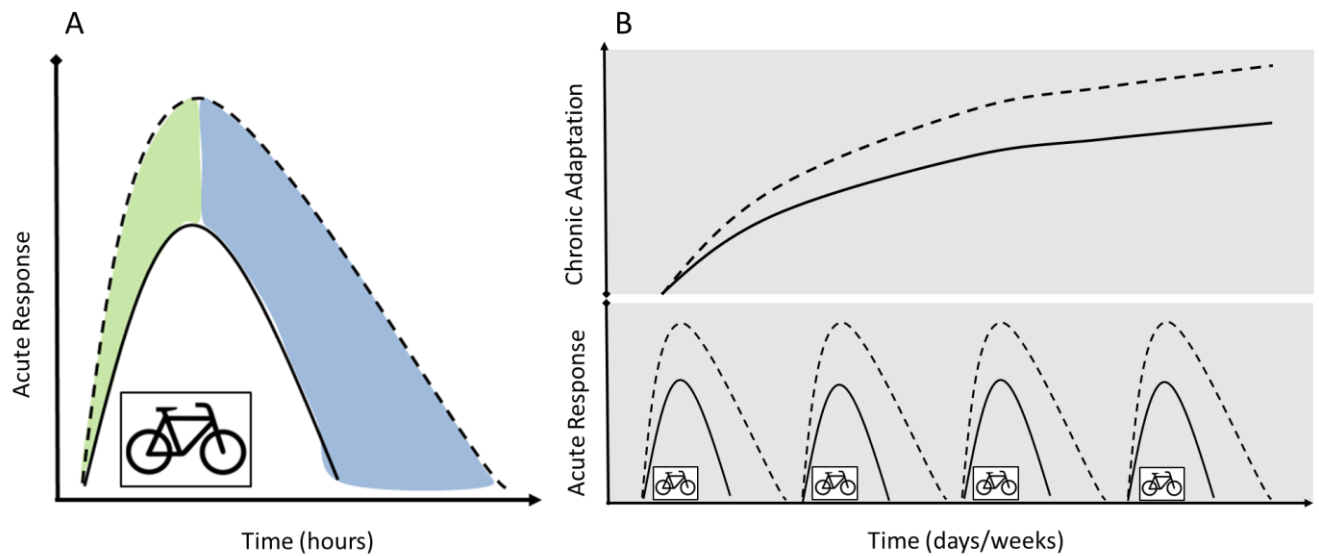 A
Acute Response
Time (hours)
B
Chronic Adaptation
Acute Response
Time (days/weeks)